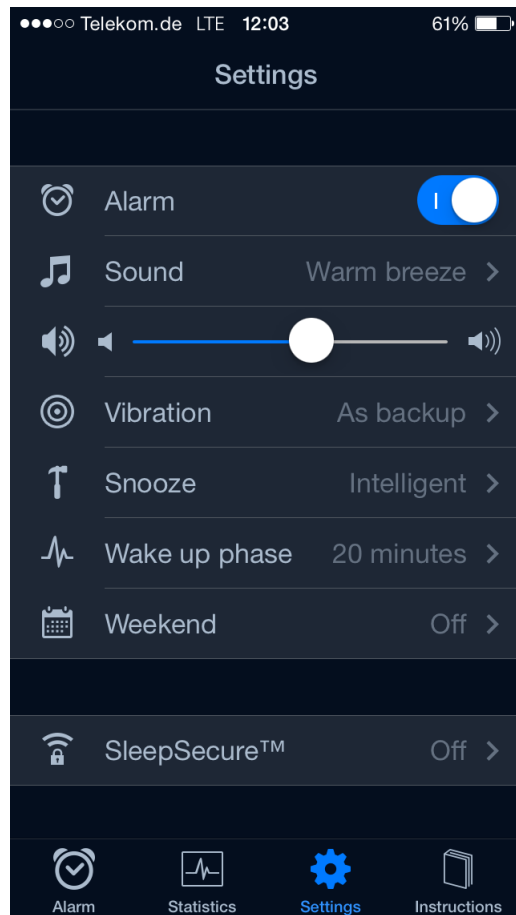 Telekom.de LTE 12:03 61%
Settings
Alarm
Sound Warm breeze
Vibration As backup
Snooze Intelligent
Wake up phase 20 minutes
Weekend Off
SleepSecure™ Off
Alarm Statistics Settings Instructions